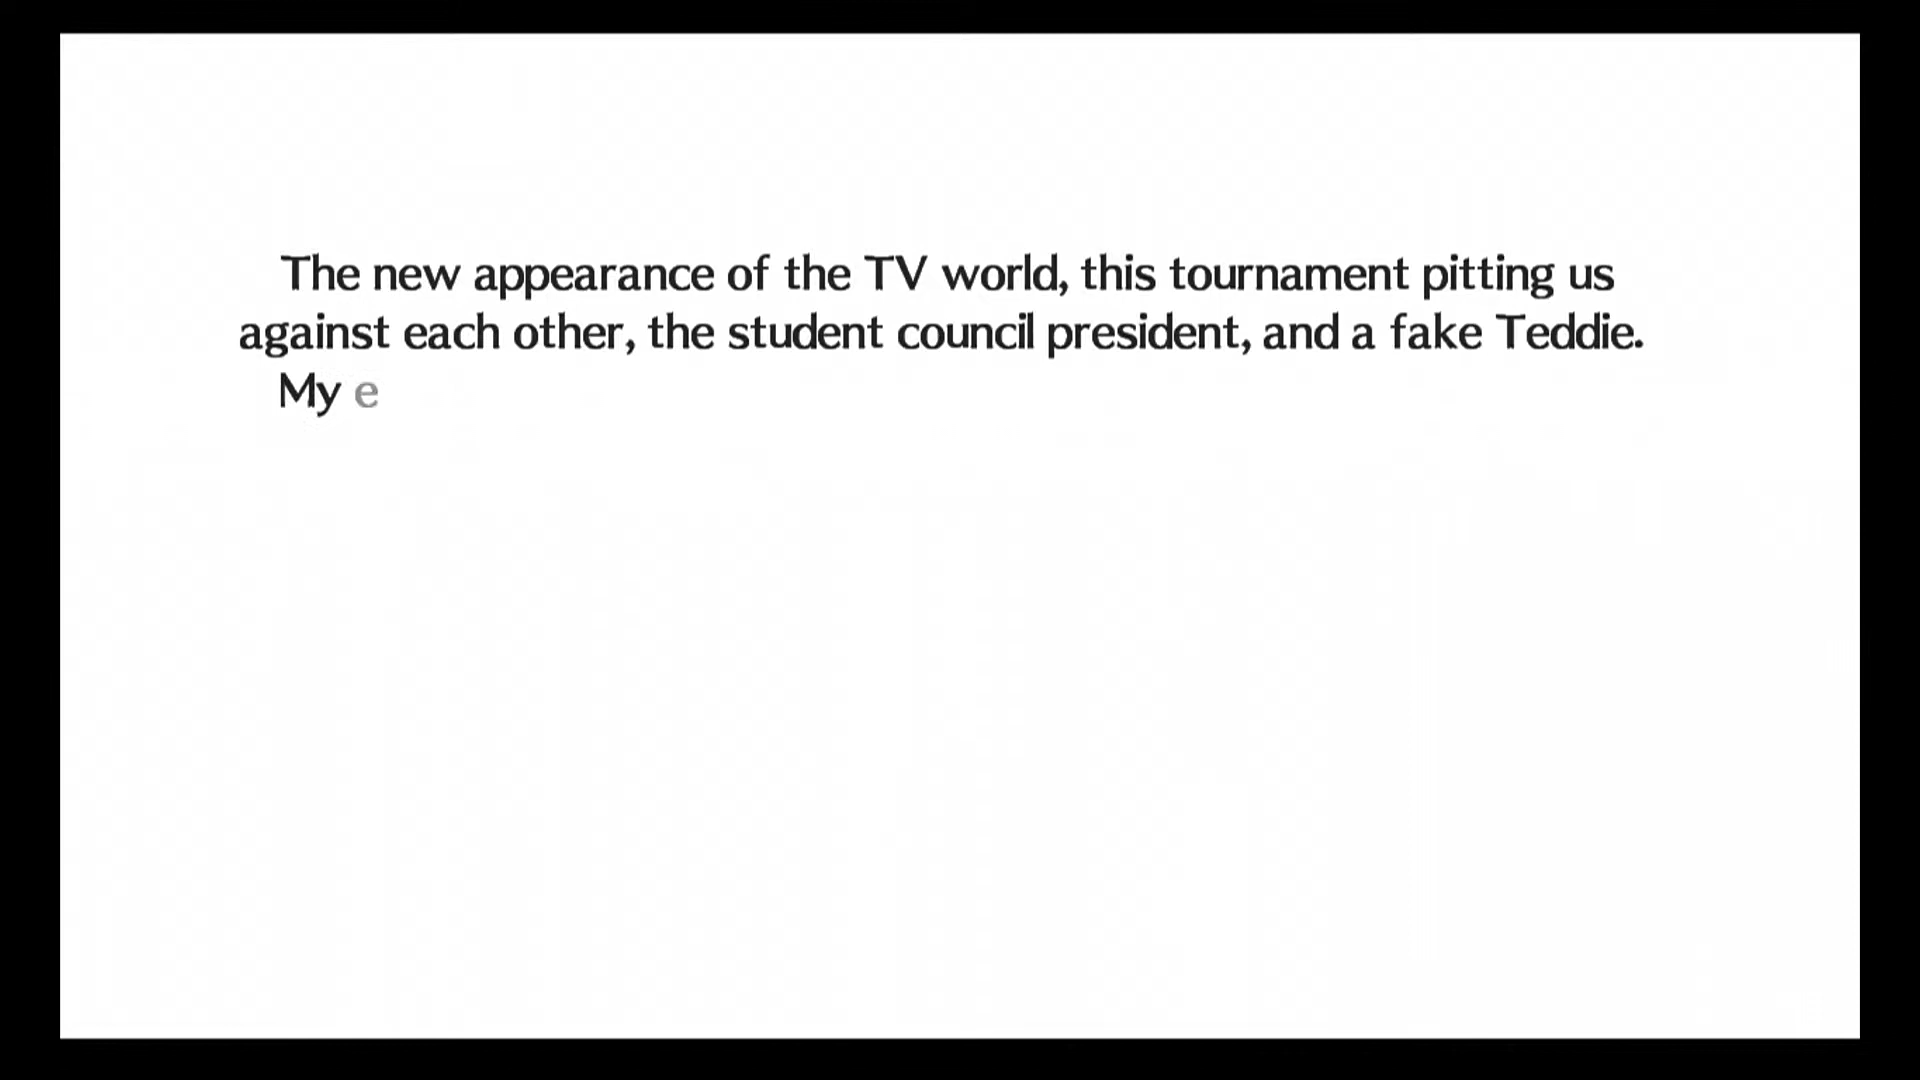 The new appearance of the TV world, this tournament pitting us
against each other, the student council president, and a fake Teddie.
My e